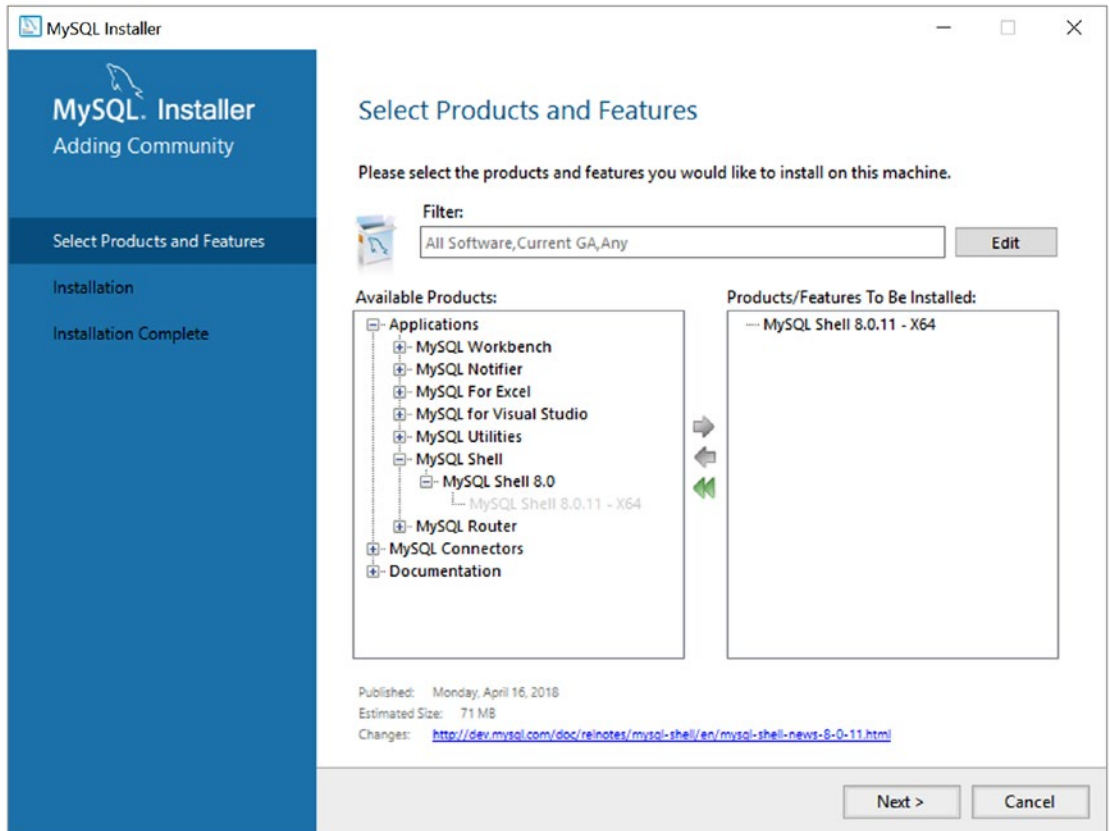 MySQL Installer
MySQL. Installer
Adding Community
Select Products and Features
Installation
Installation Complete
Select Products and Features
Please select the products and features you would like to install on this machine.
Filter:
All Software,Current GA,Any
Edit
Available Products:
Applications
MySQL Workbench
MySQL Notifier
MySQL For Excel
MySQL for Visual Studio
MySQL Utilities
MySQL Shell
MySQL Shell 8.0
MySQL Shell 8.0.11 - X64
MySQL Router
MySQL Connectors
Documentation
Products/Features To Be Installed:
MySQL Shell 8.0.11 - X64
Published: Monday, April 16, 2018
Estimated Size: 71 MB
Changes: http://dev.mysql.com/doc/relnotes/mysql-shell/en/mysql-shell-news-8-0-11.html
Next >
Cancel